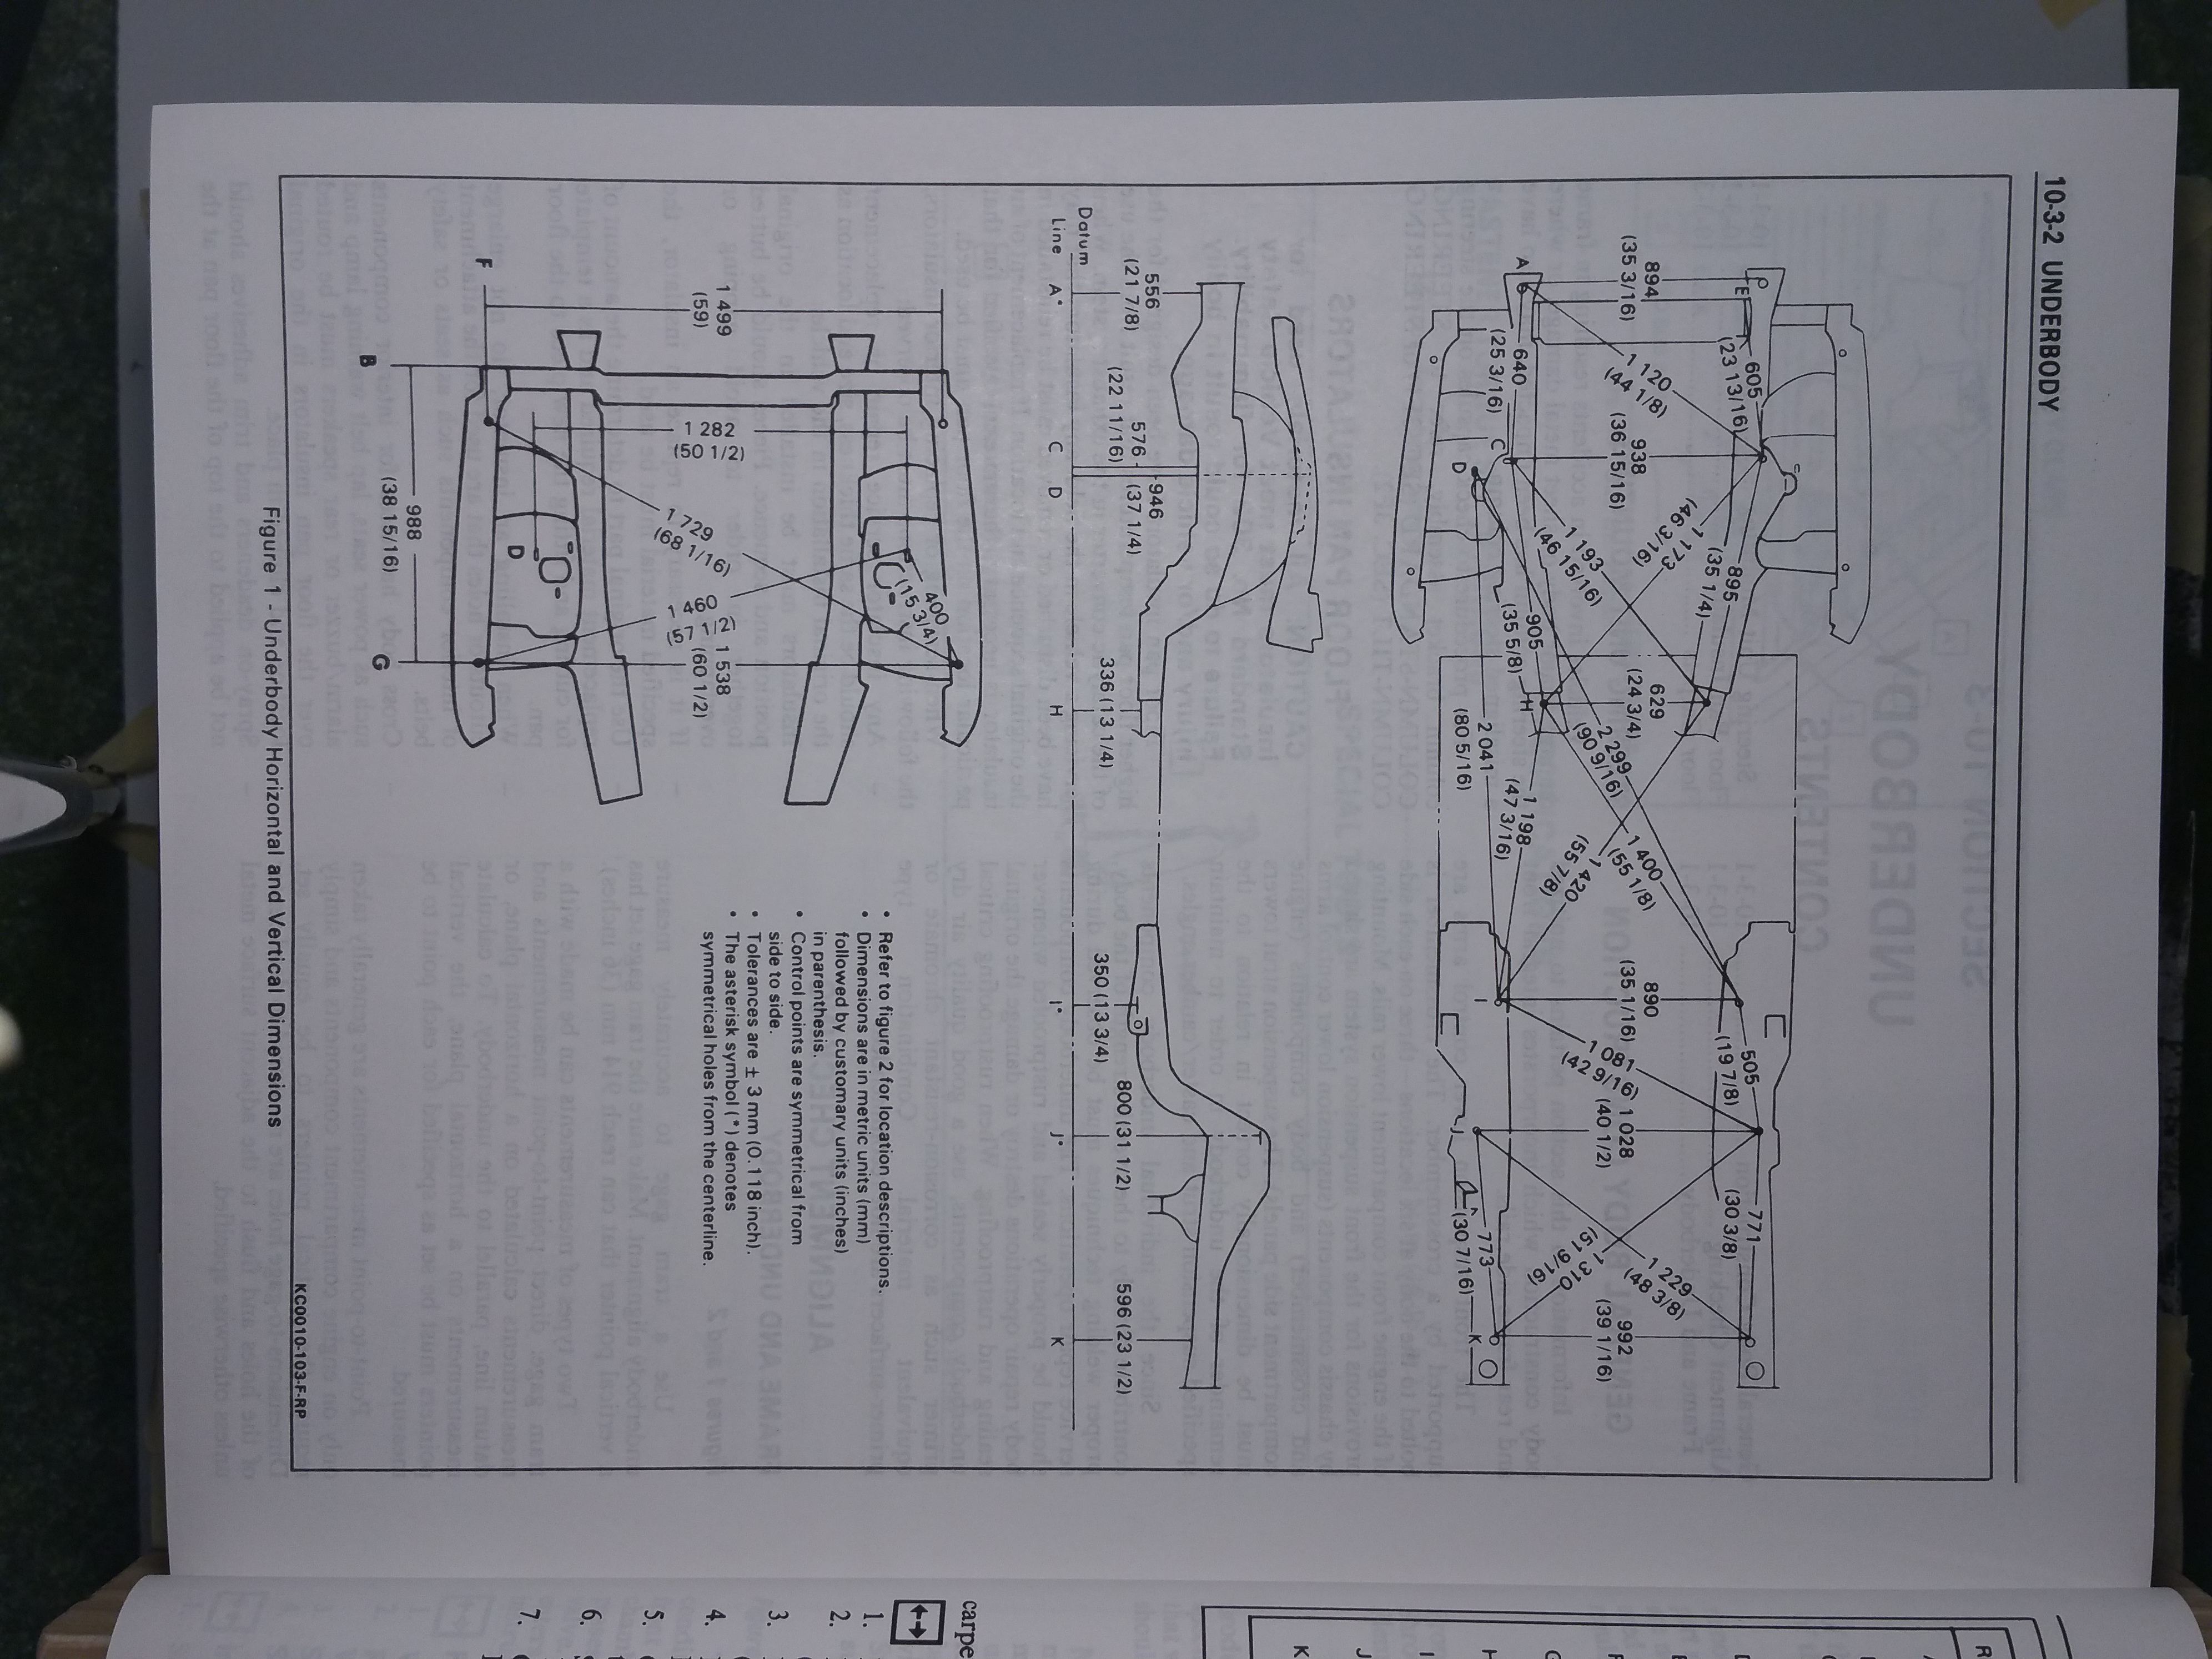 10-3-2 UNDERBODY
894
(35 3/16)
A
E
605
(23 13/16)
1 120
(44 1/8)
640
(25 3/16)
938
(36 15/16)
C
D
1 173
(46 3/16)
1 193
(46 15/16)
895
(35 1/4)
905
(35 5/8)
629
(24 3/4)
H
2 041
(80 5/16)
2 299
(90 9/16)
1 198
(47 3/16)
1 400
(55 1/8)
1 420
(55 7/8)
890
(35 1/16)
I
505
(19 7/8)
1 081
(42 9/16)
1 028
(40 1/2)
J
771
(30 3/8)
773
(30 7/16)
1 310
(51 9/16)
1 229
(48 3/8)
992
(39 1/16)
K
556
(21 7/8)
576
(22 11/16)
946
(37 1/4)
336 (13 1/4)
350 (13 3/4)
800 (31 1/2)
596 (23 1/2)
Datum
Line A* C D H I* J* K
1 499
(59)
F
B
1 282
(50 1/2)
1 729
(68 1/16)
400
(15 3/4)
D
1 460
(57 1/2)
1 538
(60 1/2)
988
(38 15/16)
G
• Refer to figure 2 for location descriptions.
• Dimensions are in metric units (mm)
followed by customary units (inches)
in parenthesis.
• Control points are symmetrical from
side to side.
• Tolerances are ± 3 mm (0.118 inch).
• The asterisk symbol (*) denotes
symmetrical holes from the centerline.
KC0010-103-F-RP
Figure 1 - Underbody Horizontal and Vertical Dimensions
R
G
H
I
J
K
carpe
1.
2.
3.
4.
5.
6.
7.